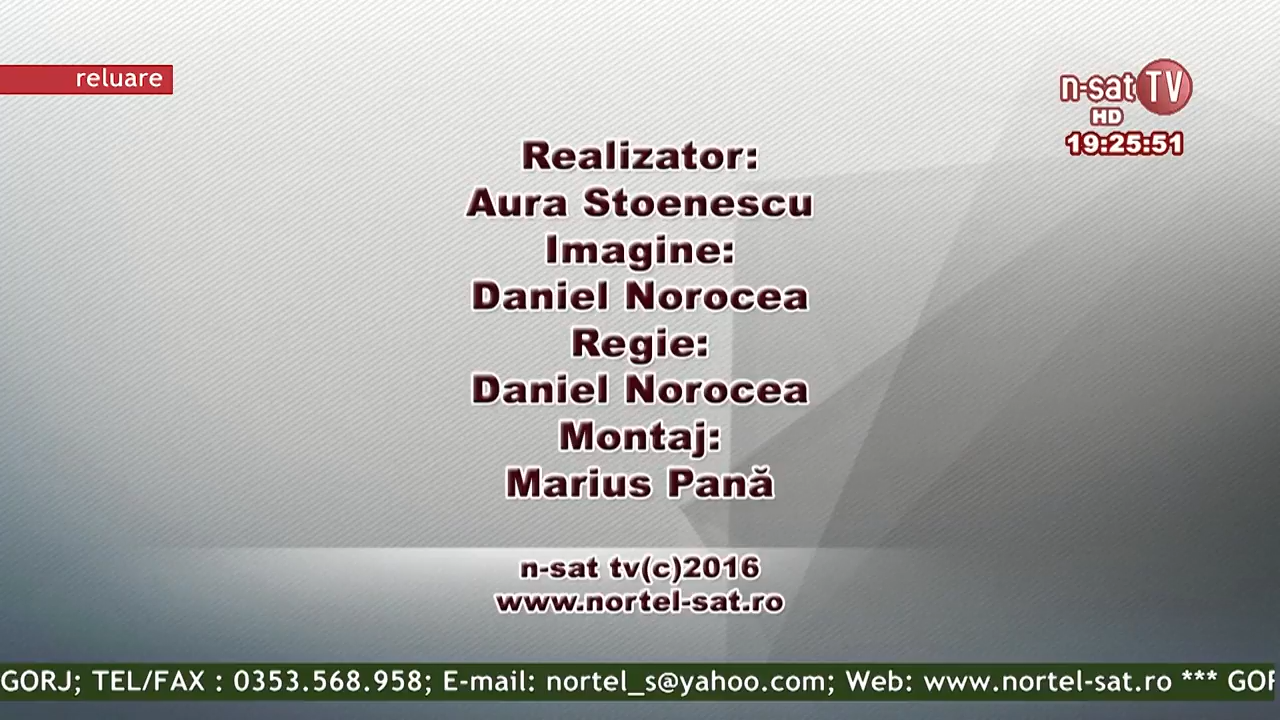 reluare
n-sat TV
HD
19:25:51
Realizator:
Aura Stoenescu
Imagine:
Daniel Norocea
Regie:
Daniel Norocea
Montaj:
Marius Pană
n-sat tv(c)2016
www.nortel-sat.ro
GORJ; TEL/FAX : 0353.568.958; E-mail: nortel_s@yahoo.com; Web: www.nortel-sat.ro *** GO